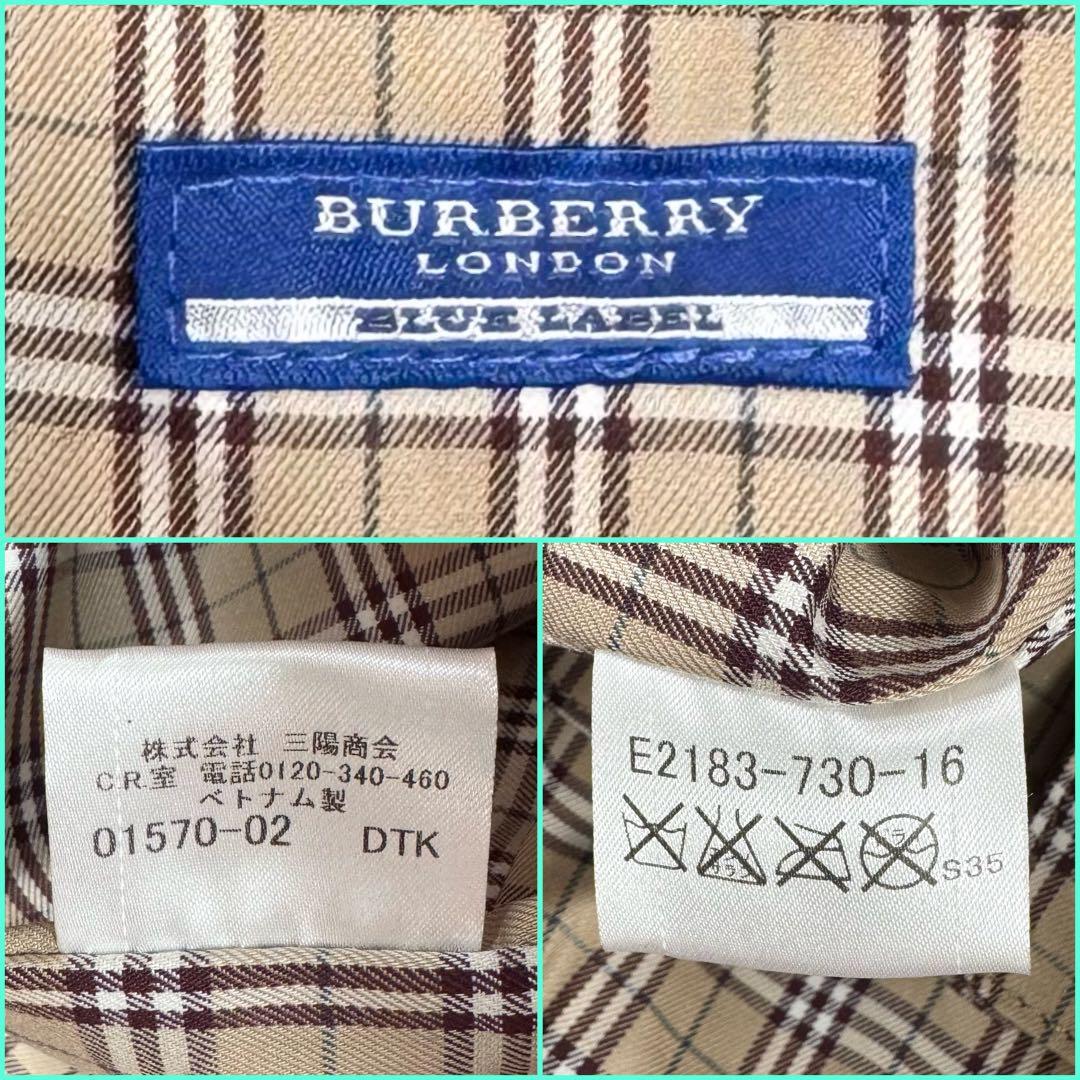 BURBERRY
LONDON
BLUE LABEL
株式会社 三陽商会
C.R.室 電話0120-340-460
ベトナム製
01570-02 DTK
E2183-730-16
S35